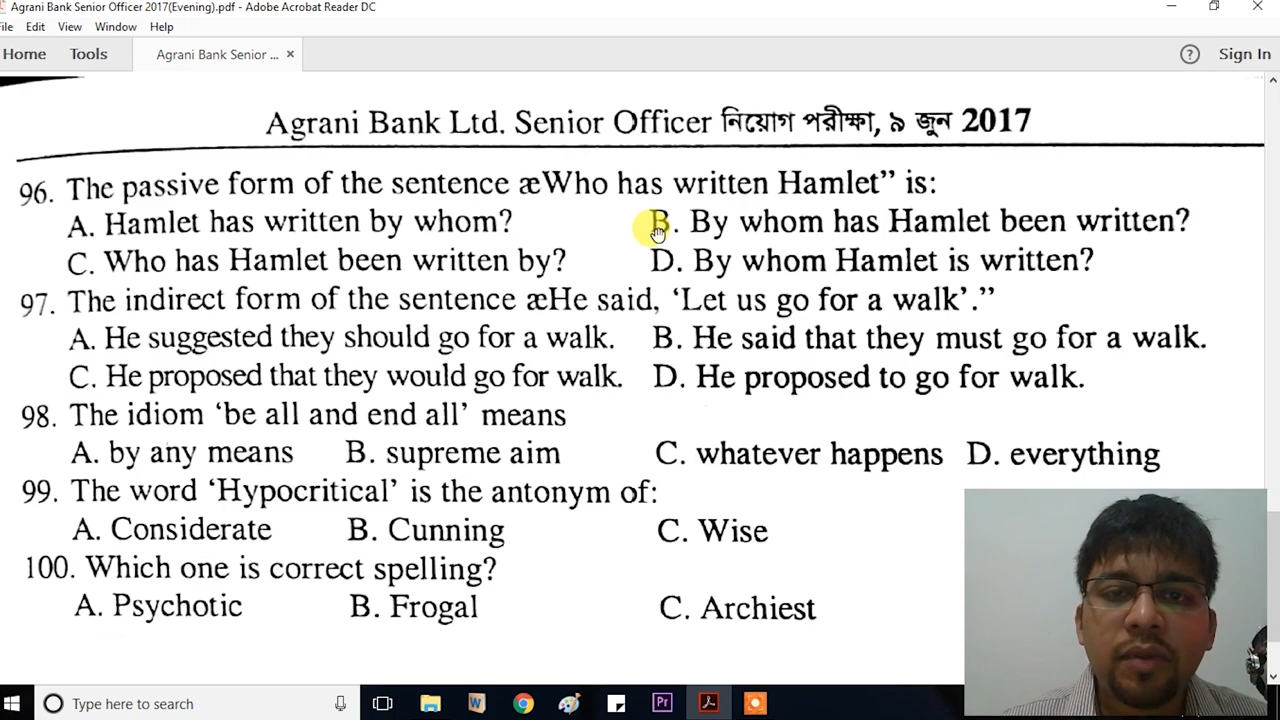 Agrani Bank Senior Officer 2017(Evening).pdf - Adobe Acrobat Reader DC
File Edit View Window Help
Home Tools Agrani Bank Senior ... × ? Sign In
Agrani Bank Ltd. Senior Officer নিয়োগ পরীক্ষা, ৯ জুন 2017
96. The passive form of the sentence æWho has written Hamlet” is:
A. Hamlet has written by whom? B. By whom has Hamlet been written?
C. Who has Hamlet been written by? D. By whom Hamlet is written?
97. The indirect form of the sentence æHe said, ‘Let us go for a walk’.”
A. He suggested they should go for a walk. B. He said that they must go for a walk.
C. He proposed that they would go for walk. D. He proposed to go for walk.
98. The idiom ‘be all and end all’ means
A. by any means B. supreme aim C. whatever happens D. everything
99. The word ‘Hypocritical’ is the antonym of:
A. Considerate B. Cunning C. Wise
100. Which one is correct spelling?
A. Psychotic B. Frogal C. Archiest
Type here to search